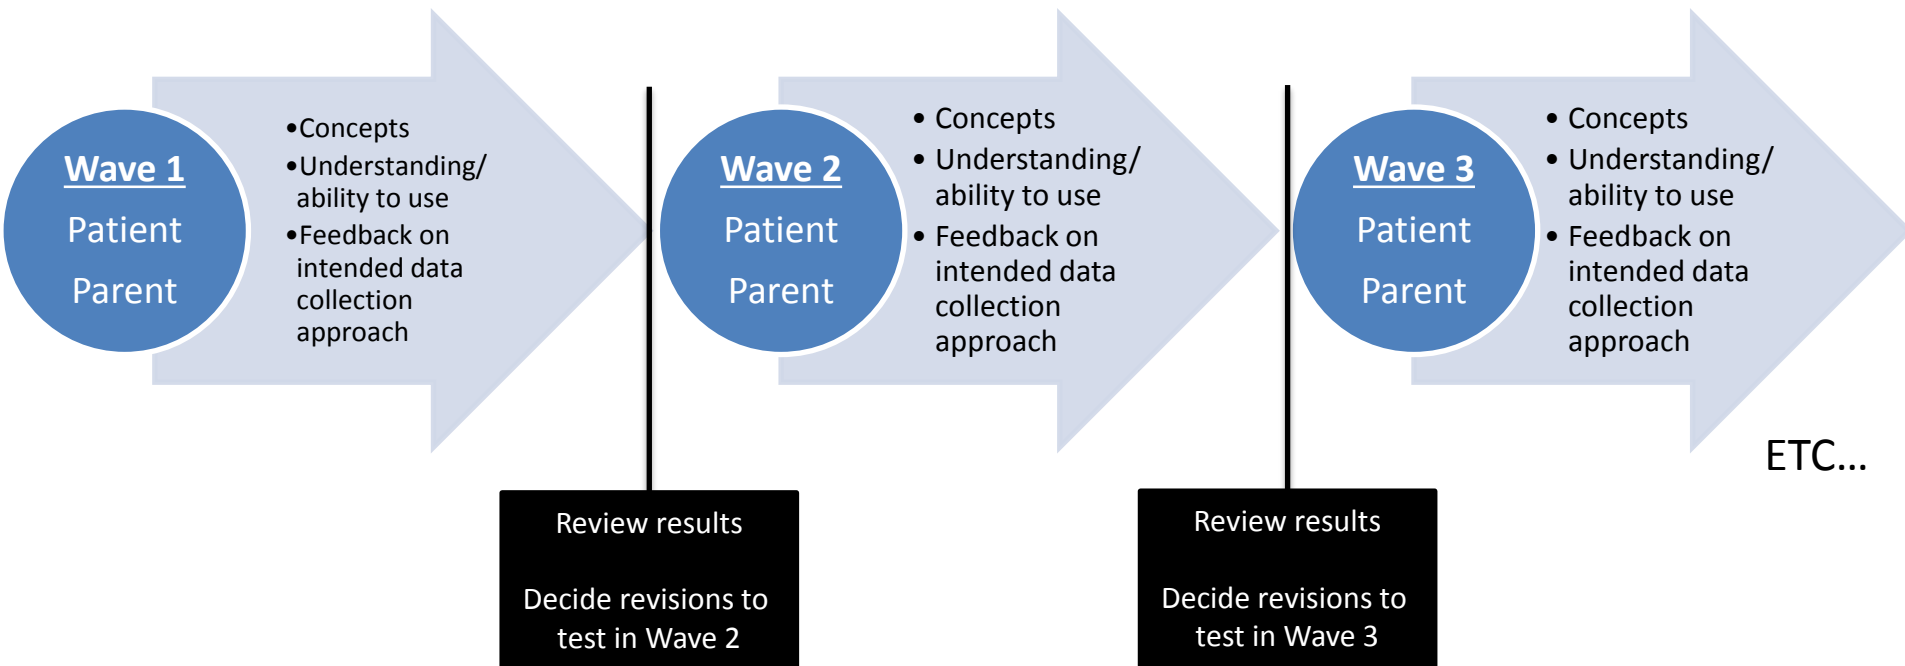 Wave 1
Patient
Parent
•Concepts
•Understanding/
ability to use
•Feedback on
intended data
collection
approach
Review results
Decide revisions to
test in Wave 2
Wave 2
Patient
Parent
• Concepts
• Understanding/
ability to use
• Feedback on
intended data
collection
approach
Review results
Decide revisions to
test in Wave 3
Wave 3
Patient
Parent
• Concepts
• Understanding/
ability to use
• Feedback on
intended data
collection
approach
ETC...